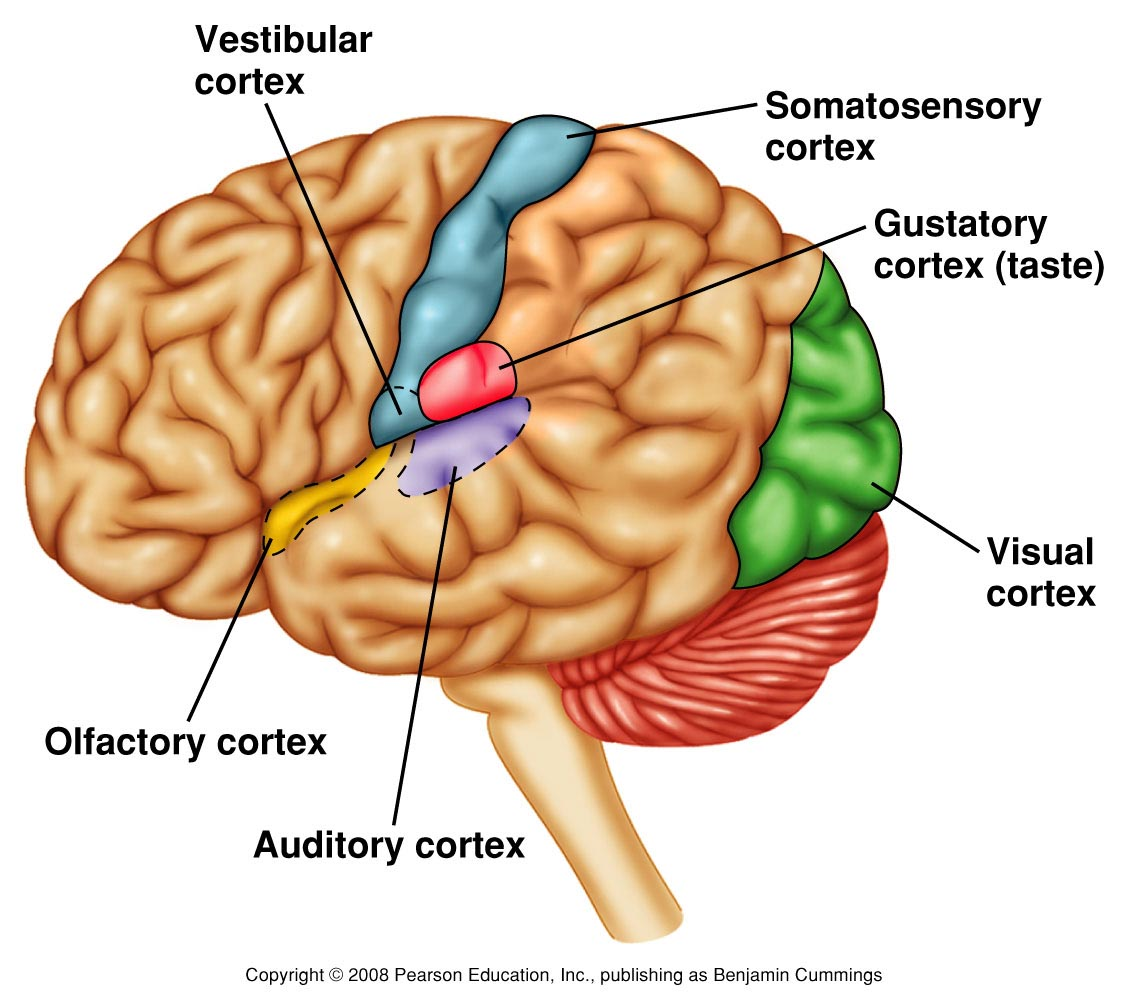 Vestibular
cortex
Somatosensory
cortex
Gustatory
cortex (taste)
Visual
cortex
Olfactory cortex
Auditory cortex
Copyright © 2008 Pearson Education, Inc., publishing as Benjamin Cummings